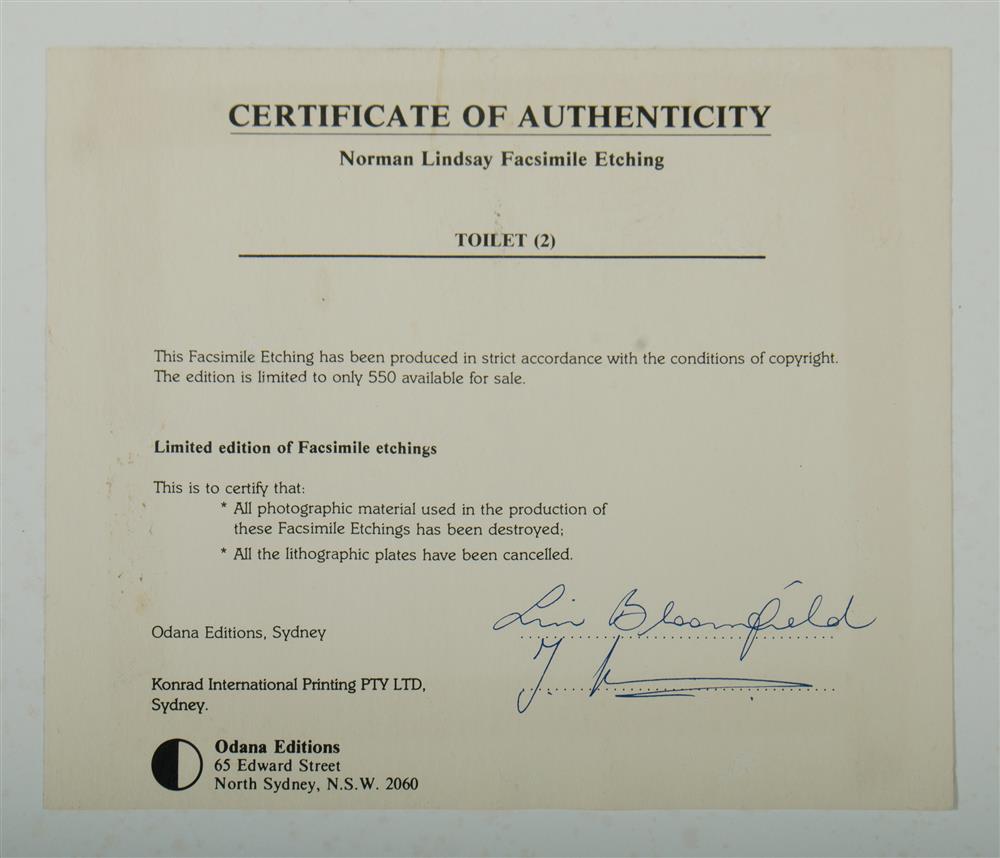 CERTIFICATE OF AUTHENTICITY
Norman Lindsay Facsimile Etching
TOILET (2)
This Facsimile Etching has been produced in strict accordance with the conditions of copyright.
The edition is limited to only 550 available for sale.
Limited edition of Facsimile etchings
This is to certify that:
* All photographic material used in the production of
these Facsimile Etchings has been destroyed;
* All the lithographic plates have been cancelled.
Odana Editions, Sydney
Lin Bloomfield
Konrad International Printing PTY LTD,
Sydney.
Odana Editions
65 Edward Street
North Sydney, N.S.W. 2060